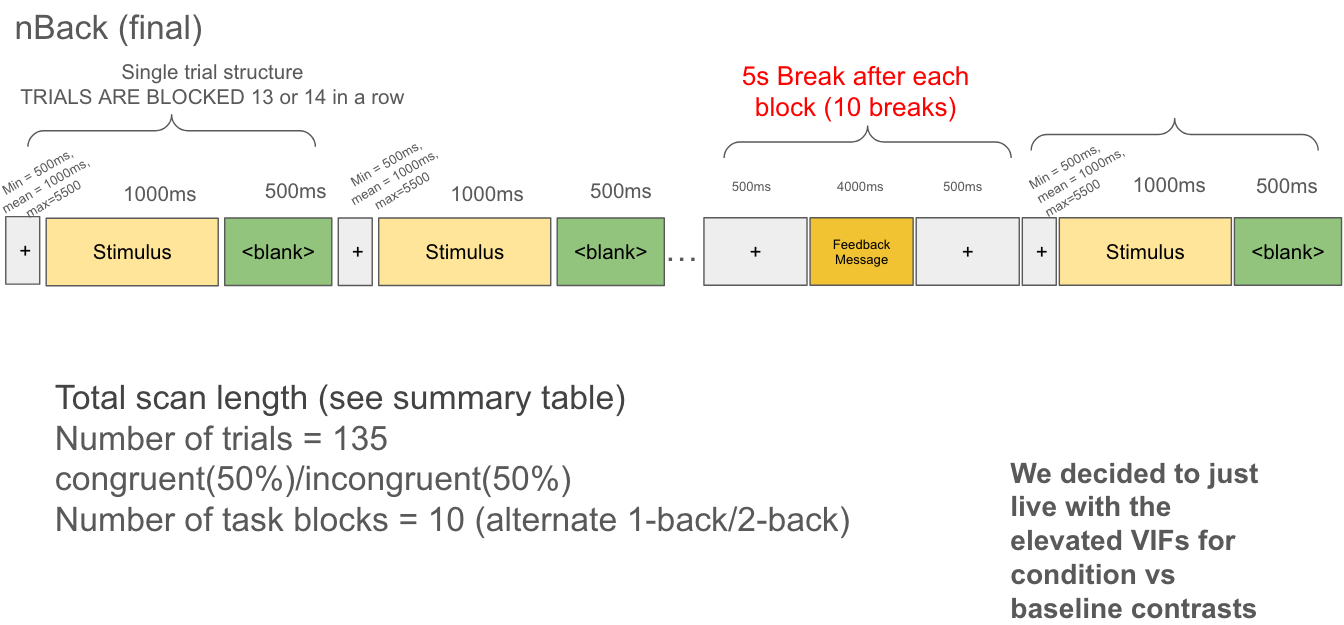 nBack (final)
Single trial structure
TRIALS ARE BLOCKED 13 or 14 in a row
5s Break after each
block (10 breaks)
Min = 500ms,
mean = 1000ms,
max=5500
1000ms
500ms
Min = 500ms,
mean = 1000ms,
max=5500
1000ms
500ms
500ms
4000ms
500ms
Min = 500ms,
mean = 1000ms,
max=5500
1000ms
500ms
+
Stimulus
<blank>
+
Stimulus
<blank>
...
+
Feedback
Message
+
+
Stimulus
<blank>
Total scan length (see summary table)
Number of trials = 135
congruent(50%)/incongruent(50%)
Number of task blocks = 10 (alternate 1-back/2-back)
We decided to just
live with the
elevated VIFs for
condition vs
baseline contrasts